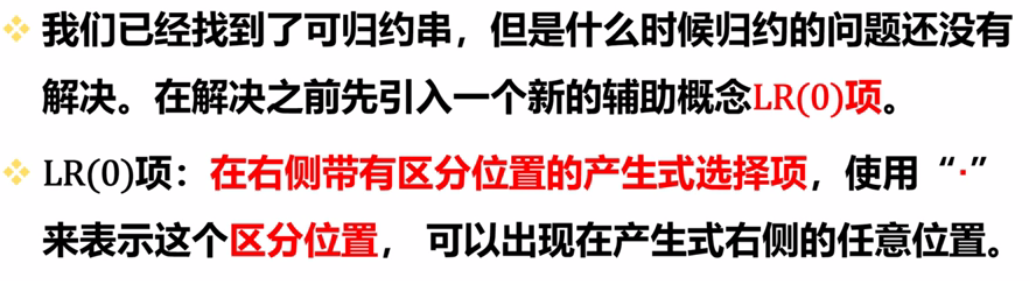 我们已经找到了可归约串，但是什么时候归约的问题还没有
解决。在解决之前先引入一个新的辅助概念LR(0)项。
LR(0)项：在右侧带有区分位置的产生式选择项，使用“·”
来表示这个区分位置， 可以出现在产生式右侧的任意位置。